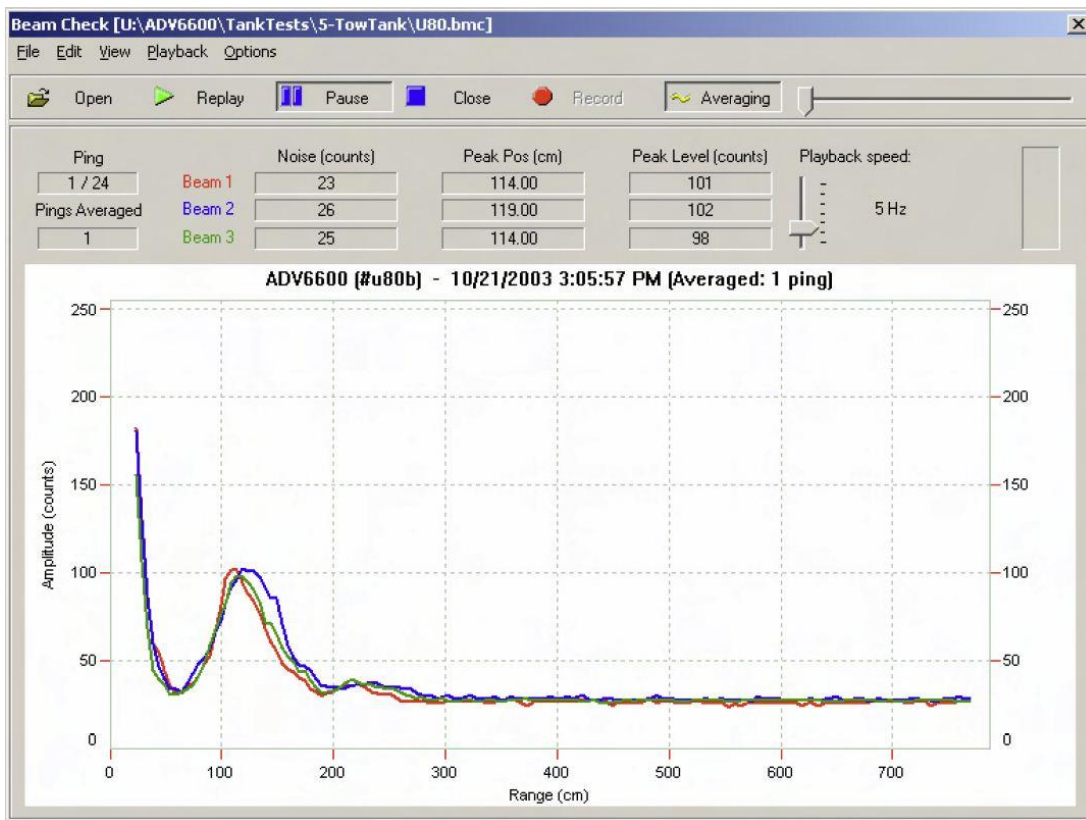 Beam Check [U:\ADV6600\TankTests\5-TowTank\U80.bmc]
File Edit View Playback Options
Open Replay Pause Close Record Averaging
Ping Noise (counts) Peak Pos (cm) Peak Level (counts) Playback speed:
1 / 24 Beam 1 23 114.00 101
Pings Averaged Beam 2 26 119.00 102 5 Hz
1 Beam 3 25 114.00 98
ADV6600 (#u80b) - 10/21/2003 3:05:57 PM (Averaged: 1 ping)
250 250
200 200
150 150
Amplitude (counts)
100 100
50 50
0 0
0 100 200 300 400 500 600 700
Range (cm)